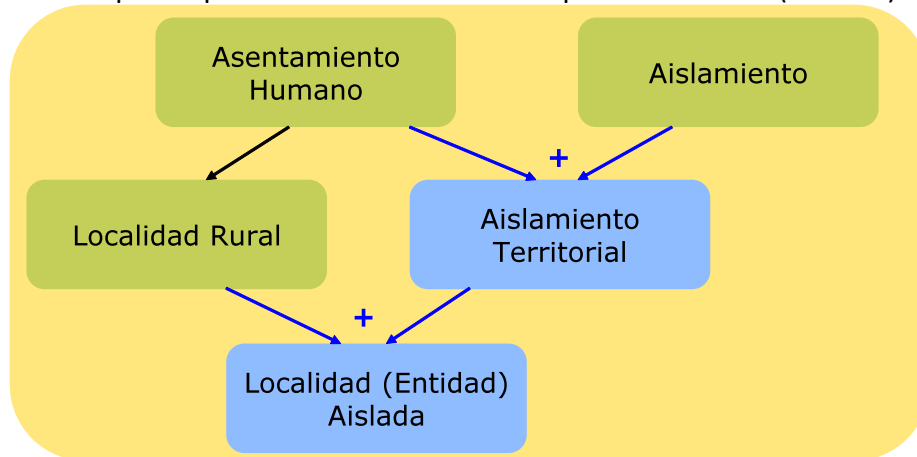 Asentamiento
Humano
Aislamiento
+
Localidad Rural
Aislamiento
Territorial
+
Localidad (Entidad)
Aislada